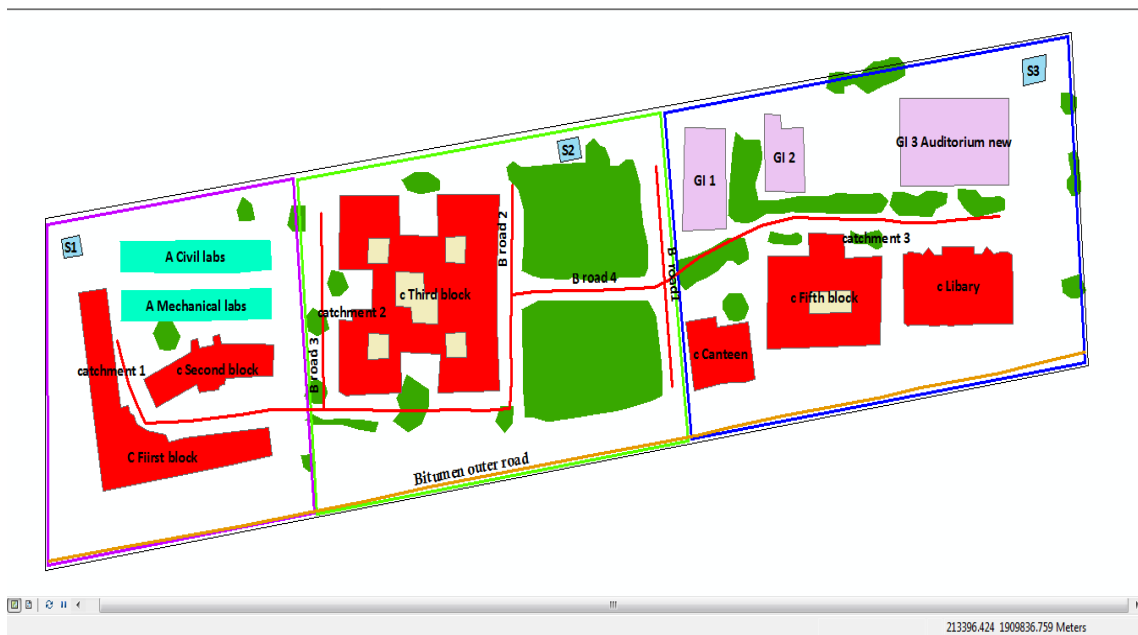 S3
GI 3 Auditorium new
S2
GI 2
GI 1
S1
A Civil labs
B road 2
catchment 3
B road 4
B road1
A Mechanical labs
c Third block
c Fifth block
c Libary
catchment 2
B road 3
c Canteen
catchment 1
c Second block
C Fiirst block
Bitumen outer road
213396.424 1909836.759 Meters